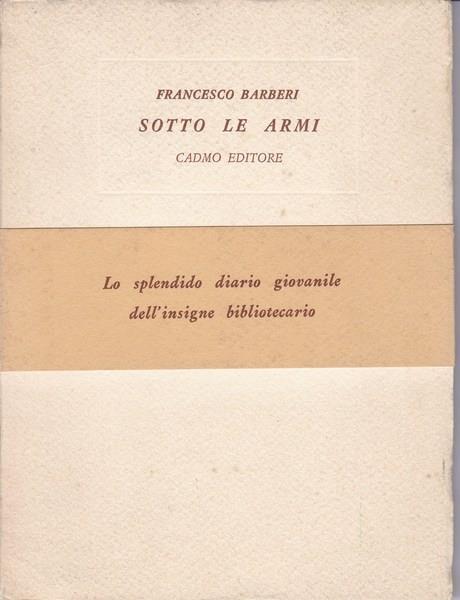 FRANCESCO BARBERI
SOTTO LE ARMI
CADMO EDITORE
Lo splendido diario giovanile
dell'insigne bibliotecario